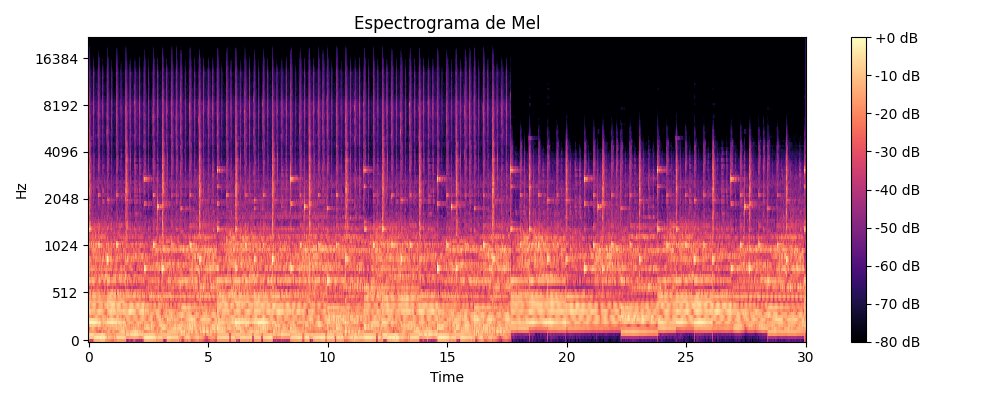 Espectrograma de Mel
Hz
16384
8192
4096
2048
1024
512
0
0 5 10 15 20 25 30
Time
+0 dB
-10 dB
-20 dB
-30 dB
-40 dB
-50 dB
-60 dB
-70 dB
-80 dB